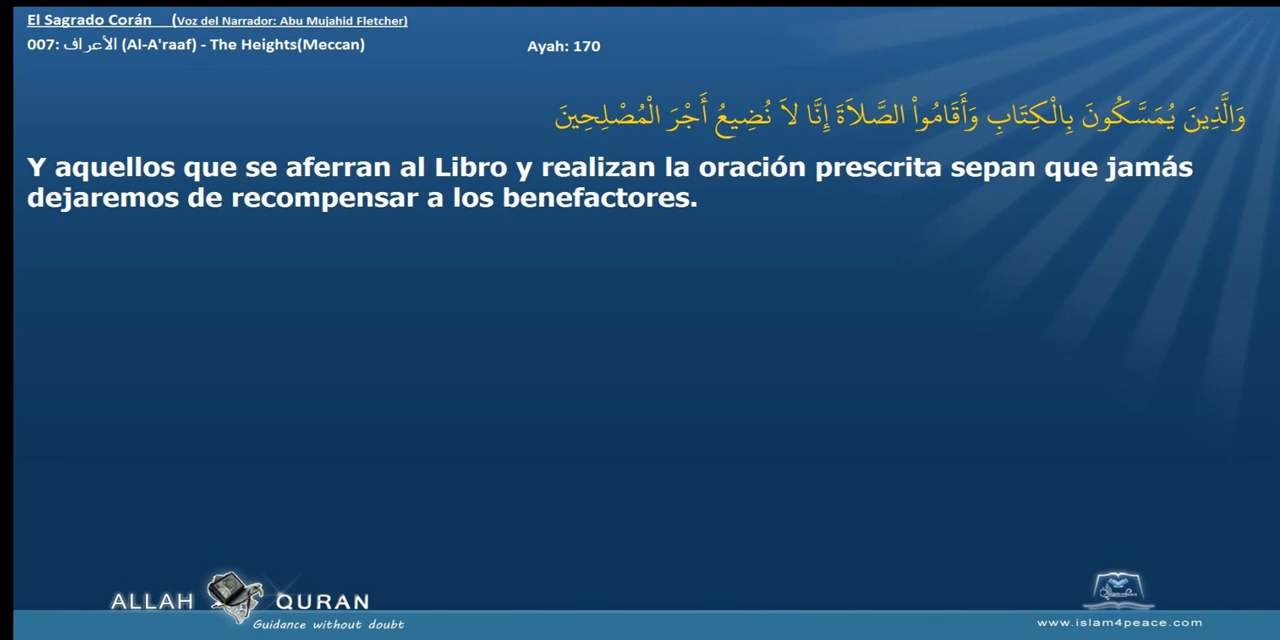 El Sagrado Corán (Voz del Narrador: Abu Mujahid Fletcher)
007: الأعراف (Al-A'raaf) - The Heights(Meccan) Ayah: 170
وَالَّذِينَ يُمَسَّكُونَ بِالْكِتَابِ وَأَقَامُواْ الصَّلاَةَ إِنَّا لاَ نُضِيعُ أَجْرَ الْمُصْلِحِينَ
Y aquellos que se aferran al Libro y realizan la oración prescrita sepan que jamás
dejaremos de recompensar a los benefactores.
ALLAH QURAN
Guidance without doubt
www.islam4peace.com